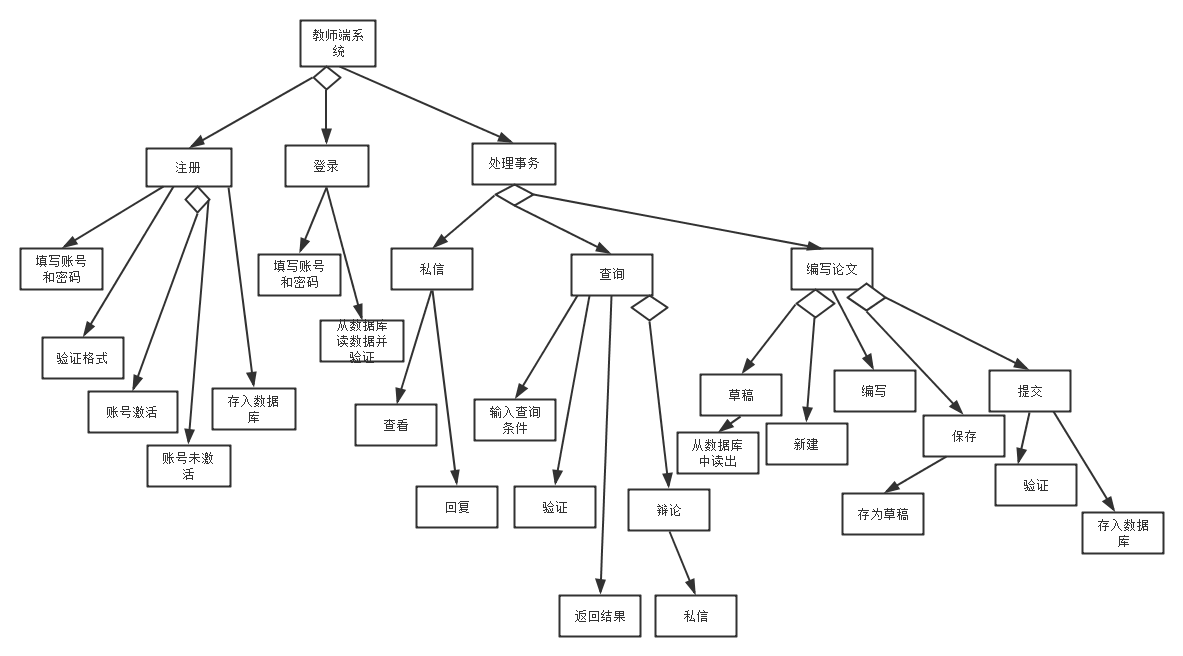 教师端系
统
注册
登录
处理事务
填写账号
和密码
填写账号
和密码
私信
查询
编写论文
验证格式
从数据库
读数据并
验证
账号激活
存入数据
库
账号未激
活
查看
回复
输入查询
条件
验证
辩论
返回结果
私信
草稿
从数据库
中读出
新建
编写
保存
存为草稿
提交
验证
存入数据
库